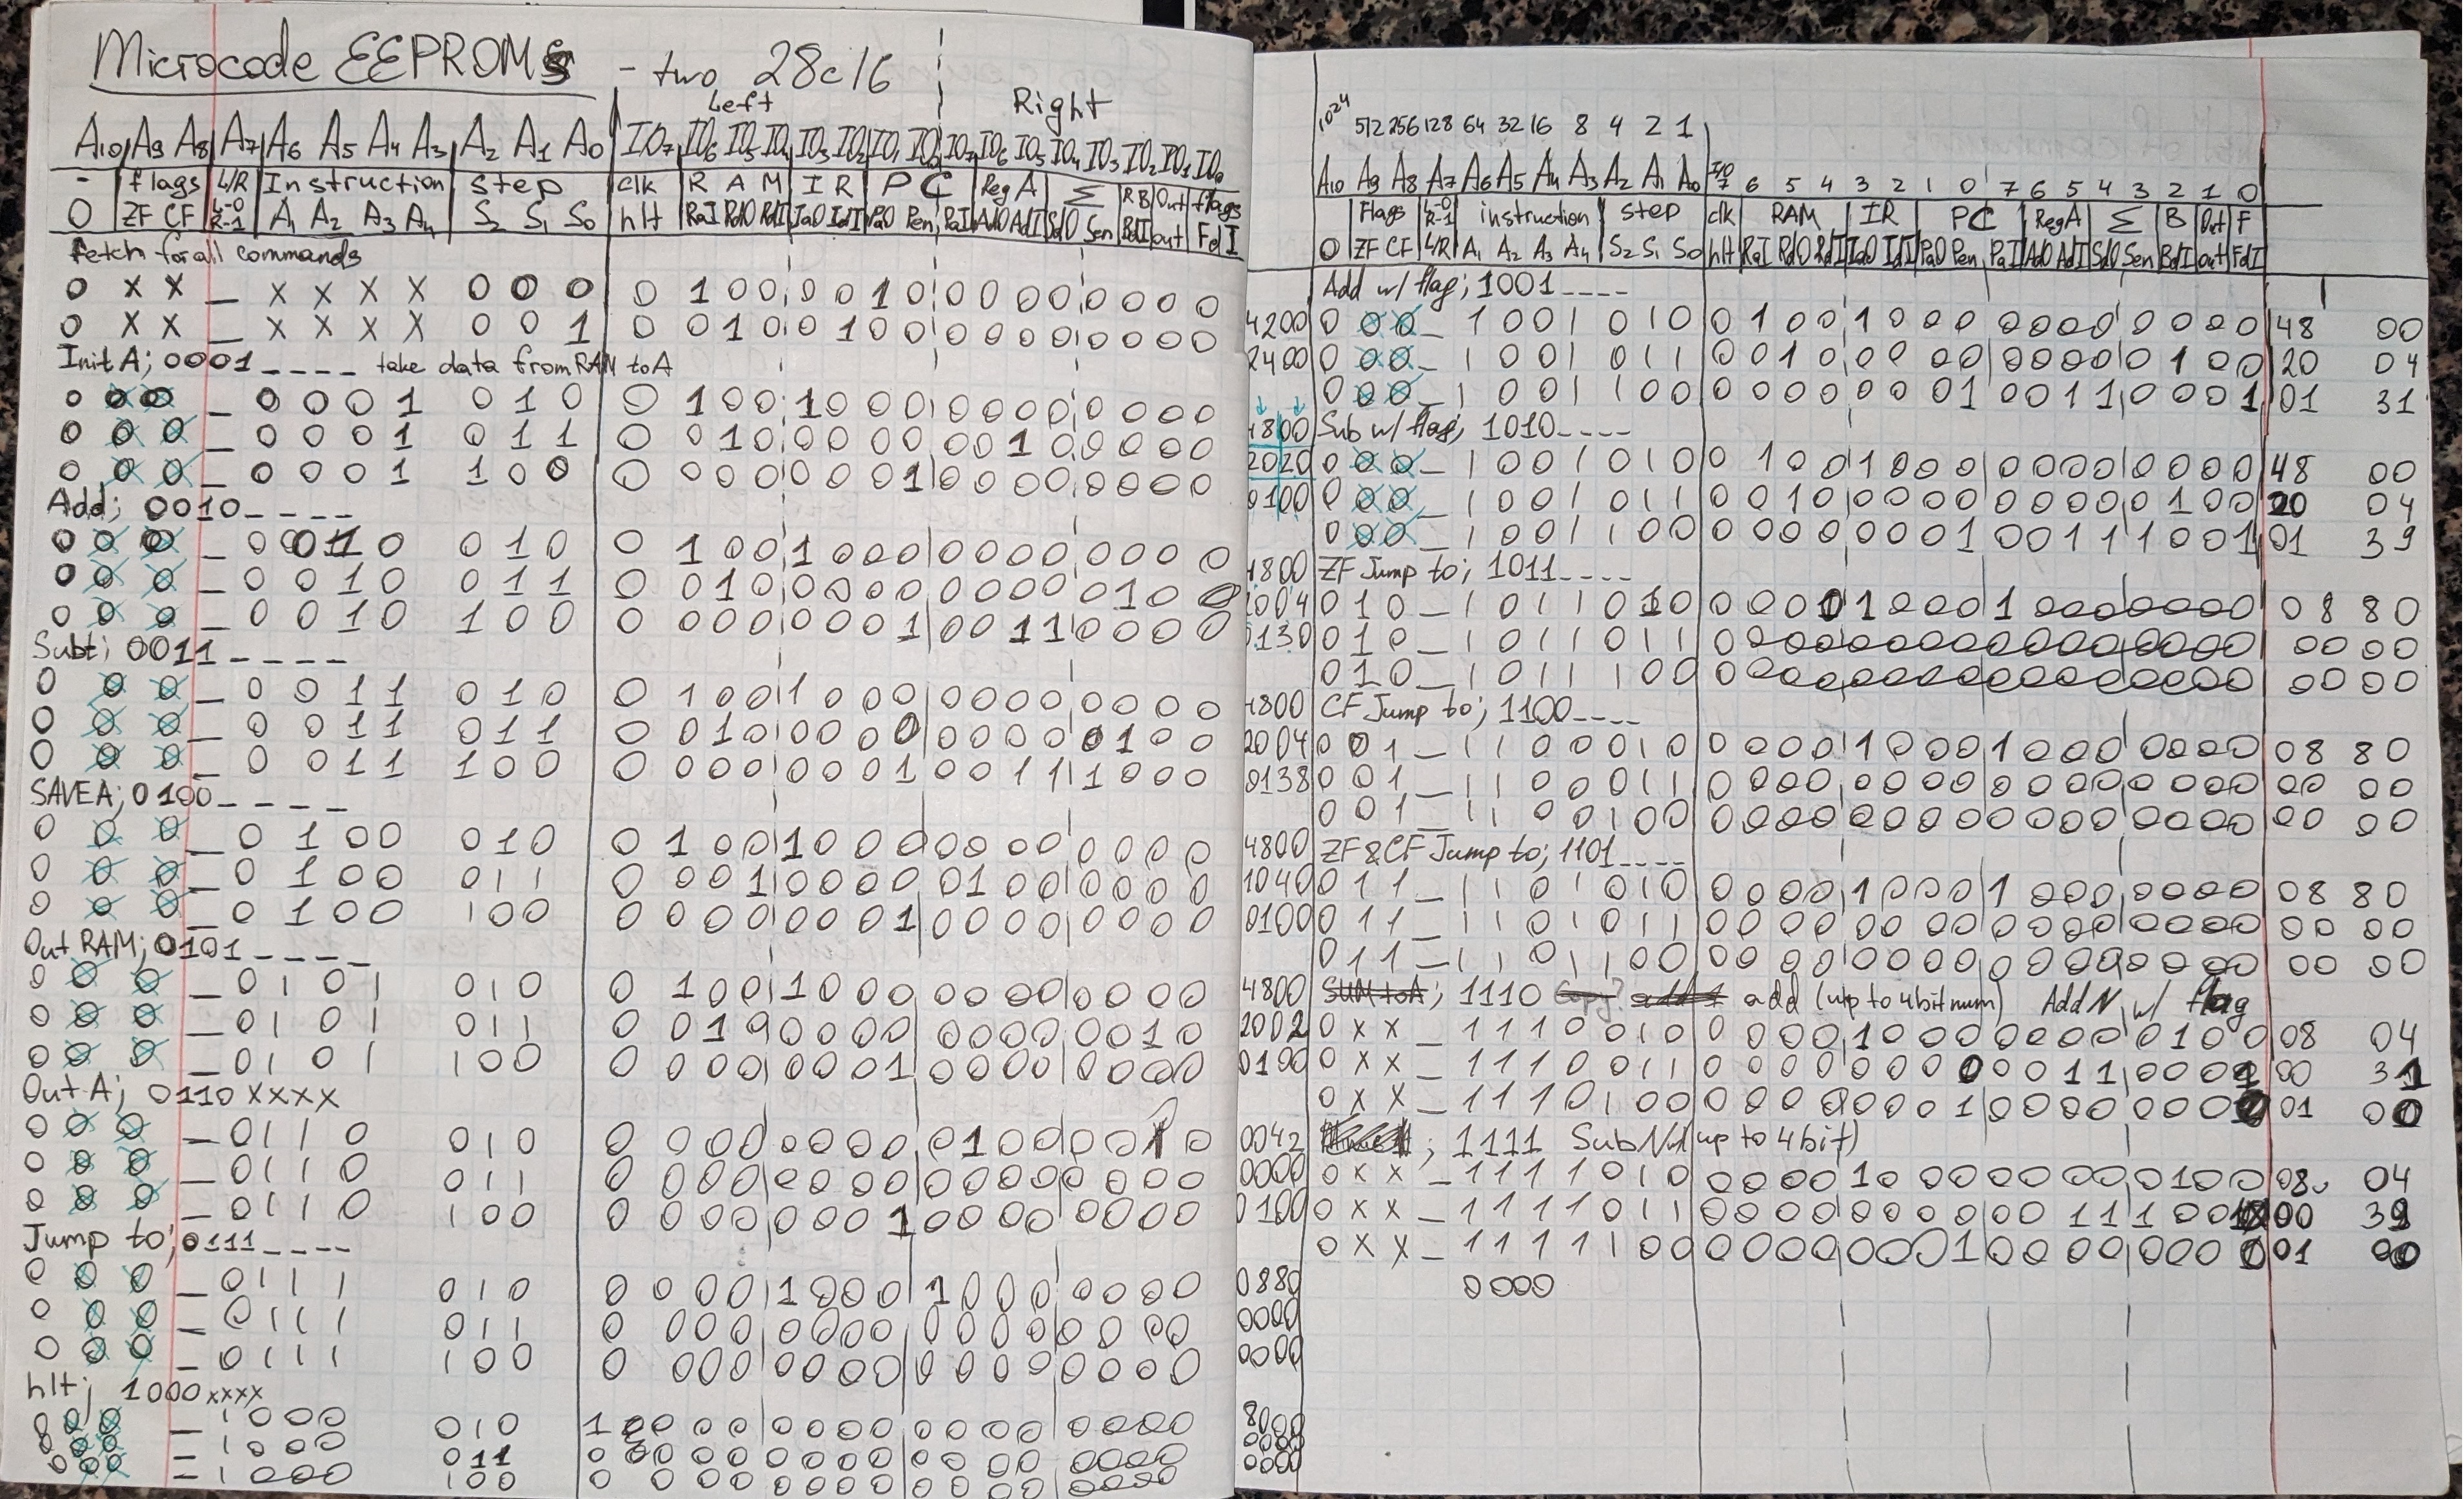 Microcode EEPROMs - two 28c16
Left Right
A10 A9 A8 A7 A6 A5 A4 A3 A2 A1 A0 IO7 IO6 IO5 IO4 IO3 IO2 IO1 IO0 IO7 IO6 IO5 IO4 IO3 IO2 IO1 IO0
- flags L/R Instruction Step clk RAM IR PC Reg A Σ RB Out flags
0 ZF CF L-0 R-1 A1 A2 A3 A4 S2 S1 S0 hlt RaI RdO RdI IaO IdI PaO Pen PaI AdO AdI SdO Sen BdI out FdI
Fetch for all commands
0 X X _ X X X X 0 0 0 0 1 0 0 0 0 1 0 0 0 0 0 0 0 0 0
0 X X _ X X X X 0 0 1 0 0 1 0 0 1 0 0 0 0 0 0 0 0 0 0
Init A; 0001 _ _ _ _ take data from RAM to A
0 0 0 _ 0 0 0 1 0 1 0 0 1 0 0 1 0 0 0 0 0 0 0 0 0 0 0
0 0 0 _ 0 0 0 1 0 1 1 0 0 1 0 0 0 0 0 0 0 1 0 0 0 0 0
0 0 0 _ 0 0 0 1 1 0 0 0 0 0 0 0 0 0 1 0 0 0 0 0 0 0 0
Add; 0010 _ _ _ _
0 0 0 _ 0 0 1 0 0 1 0 0 1 0 0 1 0 0 0 0 0 0 0 0 0 0 0
0 0 0 _ 0 0 1 0 0 1 1 0 0 1 0 0 0 0 0 0 0 0 0 0 1 0 0
0 0 0 _ 0 0 1 0 1 0 0 0 0 0 0 0 0 0 1 0 0 1 1 0 0 0 0
Subt; 0011 _ _ _ _
0 0 0 _ 0 0 1 1 0 1 0 0 1 0 0 1 0 0 0 0 0 0 0 0 0 0 0
0 0 0 _ 0 0 1 1 0 1 1 0 0 1 0 0 0 0 0 0 0 0 0 0 1 0 0
0 0 0 _ 0 0 1 1 1 0 0 0 0 0 0 0 0 0 1 0 0 1 1 1 0 0 0
SAVE A; 0100 _ _ _ _
0 0 0 _ 0 1 0 0 0 1 0 0 1 0 0 1 0 0 0 0 0 0 0 0 0 0 0
0 0 0 _ 0 1 0 0 0 1 1 0 0 0 1 0 0 0 0 0 1 0 0 0 0 0 0
0 0 0 _ 0 1 0 0 1 0 0 0 0 0 0 0 0 0 1 0 0 0 0 0 0 0 0
Out RAM; 0101 _ _ _ _
0 0 0 _ 0 1 0 1 0 1 0 0 1 0 0 1 0 0 0 0 0 0 0 0 0 0 0
0 0 0 _ 0 1 0 1 0 1 1 0 0 1 0 0 0 0 0 0 0 0 0 0 0 1 0
0 0 0 _ 0 1 0 1 1 0 0 0 0 0 0 0 0 0 1 0 0 0 0 0 0 0 0
Out A; 0110 XXXX
0 0 0 _ 0 1 1 0 0 1 0 0 0 0 0 0 0 0 0 0 1 0 0 0 0 1 0
0 0 0 _ 0 1 1 0 0 1 1 0 0 0 0 0 0 0 0 0 0 0 0 0 0 0 0
0 0 0 _ 0 1 1 0 1 0 0 0 0 0 0 0 0 0 1 0 0 0 0 0 0 0 0
Jump to; 0111 _ _ _ _
0 0 0 _ 0 1 1 1 0 1 0 0 0 0 0 1 0 0 0 1 0 0 0 0 0 0 0
0 0 0 _ 0 1 1 1 0 1 1 0 0 0 0 0 0 0 0 0 0 0 0 0 0 0 0
0 0 0 _ 0 1 1 1 1 0 0 0 0 0 0 0 0 0 0 0 0 0 0 0 0 0 0
hlt; 1000 xxxx
0 0 0 _ 1 0 0 0 0 1 0 1 0 0 0 0 0 0 0 0 0 0 0 0 0 0 0
0 0 0 _ 1 0 0 0 0 1 1 0 0 0 0 0 0 0 0 0 0 0 0 0 0 0 0
0 0 0 _ 1 0 0 0 1 0 0 0 0 0 0 0 0 0 0 0 0 0 0 0 0 0 0
1024 512 256 128 64 32 16 8 4 2 1
A10 A9 A8 A7 A6 A5 A4 A3 A2 A1 A0 I/O 7 6 5 4 3 2 1 0 7 6 5 4 3 2 1 0
Flags L-0 R-1 instruction step clk RAM IR PC Reg A Σ B Out F
0 ZF CF L/R A1 A2 A3 A4 S2 S1 S0 hlt RaI RdO RdI IaO IdI PaO Pen PaI AdO AdI SdO Sen BdI out FdI
Add w/ flag; 1001 _ _ _ _
4200 0 0 0 _ 1 0 0 1 0 1 0 0 1 0 0 1 0 0 0 0 0 0 0 0 0 0 0 48 00
2400 0 0 0 _ 1 0 0 1 0 1 1 0 0 1 0 0 0 0 0 0 0 0 0 0 1 0 0 20 04
0 0 0 _ 1 0 0 1 1 0 0 0 0 0 0 0 0 0 1 0 0 1 1 0 0 0 1 01 31
4800 Sub w/ flag; 1010 _ _ _ _
2020 0 0 0 _ 1 0 0 1 0 1 0 0 1 0 0 1 0 0 0 0 0 0 0 0 0 0 0 48 00
0100 0 0 0 _ 1 0 0 1 0 1 1 0 0 1 0 0 0 0 0 0 0 0 0 0 1 0 0 20 04
0 0 0 _ 1 0 0 1 1 0 0 0 0 0 0 0 0 0 1 0 0 1 1 1 0 0 1 01 39
4800 ZF Jump to; 1011 _ _ _ _
2004 0 1 0 _ 1 0 1 1 0 1 0 0 0 0 0 1 0 0 0 1 0 0 0 0 0 0 0 08 80
0130 0 1 0 _ 1 0 1 1 0 1 1 0 0 0 0 0 0 0 0 0 0 0 0 0 0 0 0 00 00
0 1 0 _ 1 0 1 1 1 0 0 0 0 0 0 0 0 0 0 0 0 0 0 0 0 0 0 00 00
4800 CF Jump to; 1100 _ _ _ _
2004 0 0 1 _ 1 1 0 0 0 1 0 0 0 0 0 1 0 0 0 1 0 0 0 0 0 0 0 08 80
0138 0 0 1 _ 1 1 0 0 0 1 1 0 0 0 0 0 0 0 0 0 0 0 0 0 0 0 0 00 00
0 0 1 _ 1 1 0 0 1 0 0 0 0 0 0 0 0 0 0 0 0 0 0 0 0 0 0 00 00
4800 ZF&CF Jump to; 1101 _ _ _ _
1040 0 1 1 _ 1 1 0 1 0 1 0 0 0 0 0 1 0 0 0 1 0 0 0 0 0 0 0 08 80
0100 0 1 1 _ 1 1 0 1 0 1 1 0 0 0 0 0 0 0 0 0 0 0 0 0 0 0 0 00 00
0 1 1 _ 1 1 0 1 1 0 0 0 0 0 0 0 0 0 0 0 0 0 0 0 0 0 0 00 00
4800 SUM to A; 1110 Copy? add 1 add (up to 4bit num) Add N w/ flag
2002 0 x x _ 1 1 1 0 0 1 0 0 0 0 0 1 0 0 0 0 0 0 0 0 1 0 0 08 04
0100 0 x x _ 1 1 1 0 0 1 1 0 0 0 0 0 0 0 0 0 0 1 1 0 0 0 1 00 31
0 x x _ 1 1 1 0 1 0 0 0 0 0 0 0 0 0 1 0 0 0 0 0 0 0 0 01 00
0042 ; 1111 Sub N (up to 4bit)
0000 0 x x _ 1 1 1 1 0 1 0 0 0 0 0 1 0 0 0 0 0 0 0 0 1 0 0 08 04
0100 0 x x _ 1 1 1 1 0 1 1 0 0 0 0 0 0 0 0 0 0 1 1 1 0 0 1 00 39
0 x x _ 1 1 1 1 1 0 0 0 0 0 0 0 0 0 1 0 0 0 0 0 0 0 0 01 00
0000
0880
0000
0000
8000
0000
0000